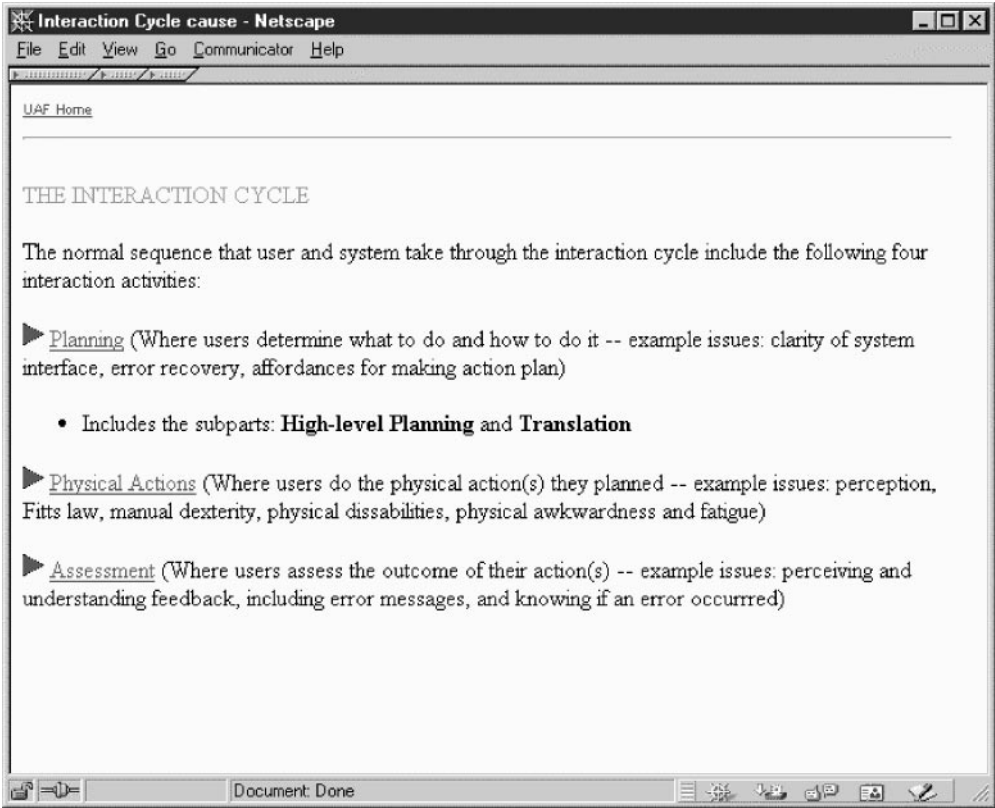 Interaction Cycle cause - Netscape
File Edit View Go Communicator Help
UAF Home
THE INTERACTION CYCLE
The normal sequence that user and system take through the interaction cycle include the following four
interaction activities:
Planning (Where users determine what to do and how to do it -- example issues: clarity of system
interface, error recovery, affordances for making action plan)
• Includes the subparts: High-level Planning and Translation
Physical Actions (Where users do the physical action(s) they planned -- example issues: perception,
Fitts law, manual dexterity, physical dissabilities, physical awkwardness and fatigue)
Assessment (Where users assess the outcome of their action(s) -- example issues: perceiving and
understanding feedback, including error messages, and knowing if an error occurrred)
Document: Done